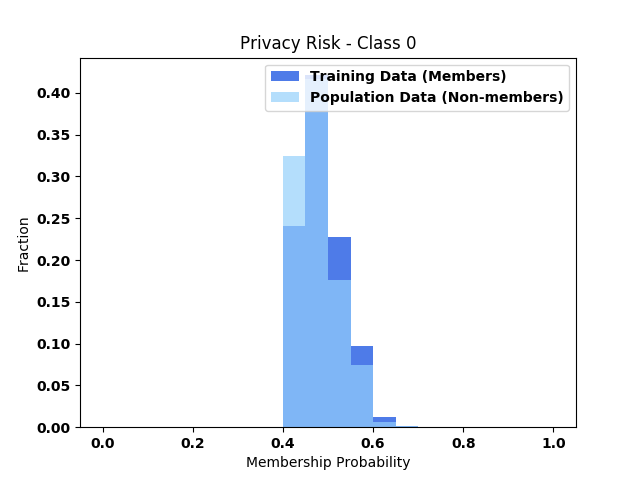 Privacy Risk - Class 0
Training Data (Members)
Population Data (Non-members)
0.40
0.35
0.30
0.25
0.20
0.15
0.10
0.05
0.00
Fraction
0.0 0.2 0.4 0.6 0.8 1.0
Membership Probability